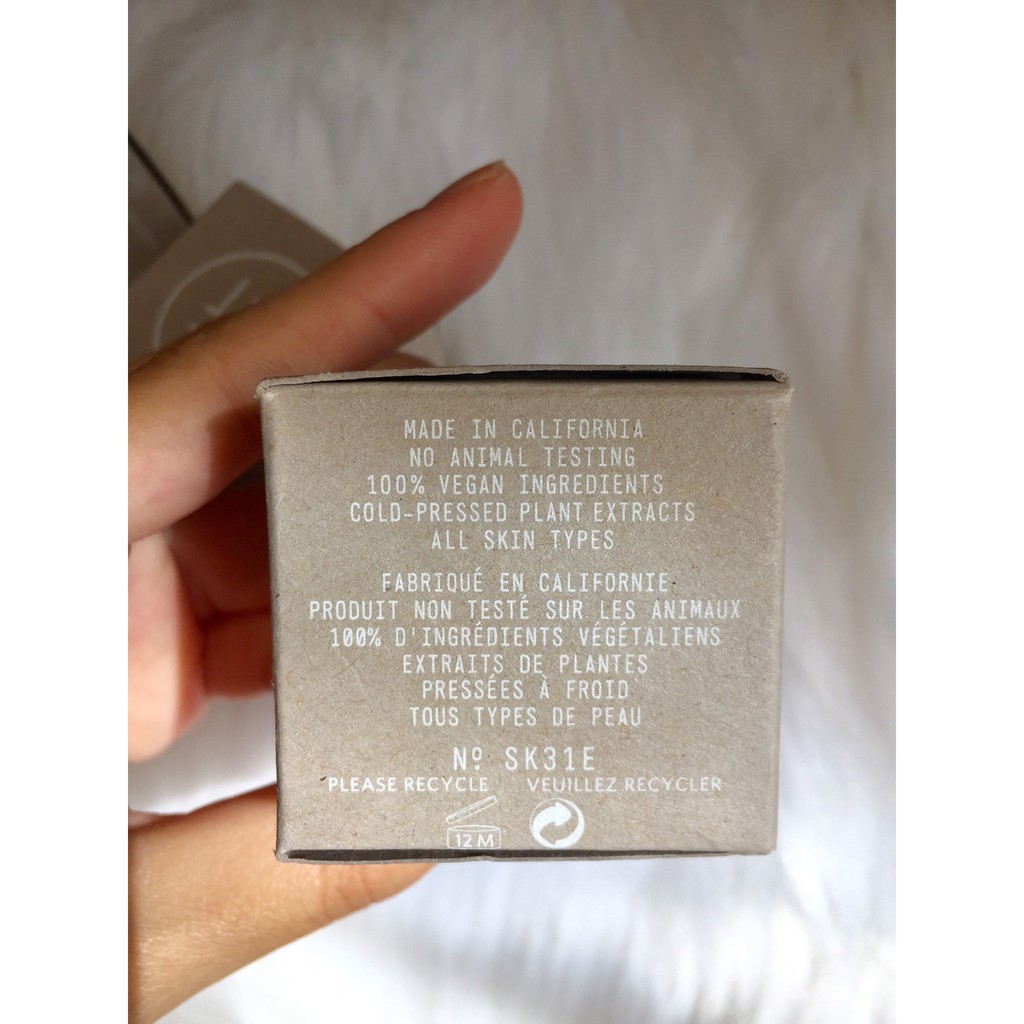 MADE IN CALIFORNIA
NO ANIMAL TESTING
100% VEGAN INGREDIENTS
COLD-PRESSED PLANT EXTRACTS
ALL SKIN TYPES
FABRIQUÉ EN CALIFORNIE
PRODUIT NON TESTÉ SUR LES ANIMAUX
100% D'INGRÉDIENTS VÉGÉTALIENS
EXTRAITS DE PLANTES
PRESSÉES À FROID
TOUS TYPES DE PEAU
Nº SK31E
PLEASE RECYCLE VEUILLEZ RECYCLER
12 M